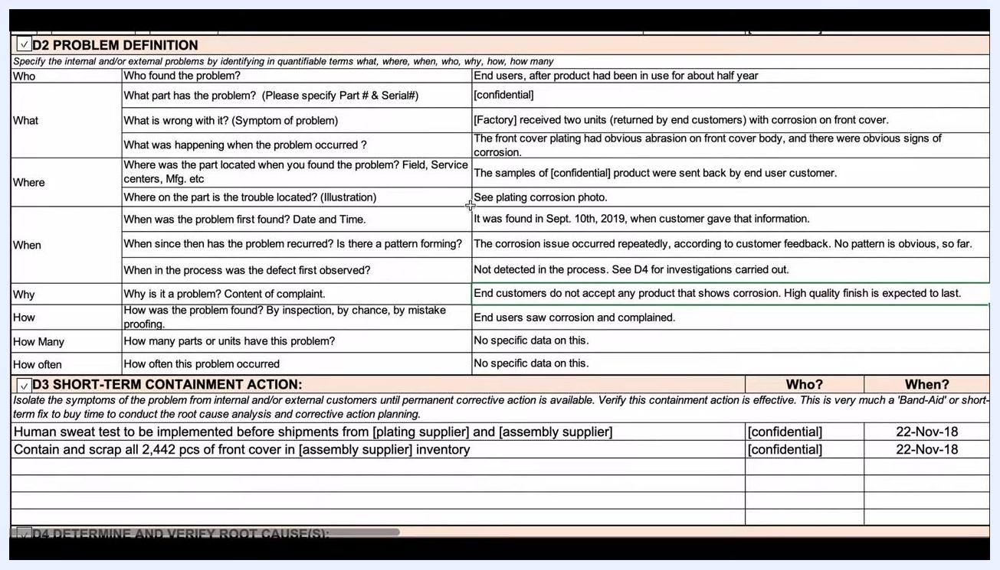 D2 PROBLEM DEFINITION
Specify the internal and/or external problems by identifying in quantifiable terms what, where, when, who, why, how, how many
Who
Who found the problem?
End users, after product had been in use for about half year
What
What part has the problem? (Please specify Part # & Serial#)
[confidential]
What is wrong with it? (Symptom of problem)
[Factory] received two units (returned by end customers) with corrosion on front cover.
What was happening when the problem occurred ?
The front cover plating had obvious abrasion on front cover body, and there were obvious signs of
corrosion.
Where
Where was the part located when you found the problem? Field, Service
centers, Mfg. etc
The samples of [confidential] product were sent back by end user customer.
Where on the part is the trouble located? (Illustration)
See plating corrosion photo.
When
When was the problem first found? Date and Time.
It was found in Sept. 10th, 2019, when customer gave that information.
When since then has the problem recurred? Is there a pattern forming?
The corrosion issue occurred repeatedly, according to customer feedback. No pattern is obvious, so far.
When in the process was the defect first observed?
Not detected in the process. See D4 for investigations carried out.
Why
Why is it a problem? Content of complaint.
End customers do not accept any product that shows corrosion. High quality finish is expected to last.
How
How was the problem found? By inspection, by chance, by mistake
proofing.
End users saw corrosion and complained.
How Many
How many parts or units have this problem?
No specific data on this.
How often
How often this problem occurred
No specific data on this.
D3 SHORT-TERM CONTAINMENT ACTION:
Who?
When?
Isolate the symptoms of the problem from internal and/or external customers until permanent corrective action is available. Verify this containment action is effective. This is very much a 'Band-Aid' or short-
term fix to buy time to conduct the root cause analysis and corrective action planning.
Human sweat test to be implemented before shipments from [plating supplier] and [assembly supplier]
[confidential]
22-Nov-18
Contain and scrap all 2,442 pcs of front cover in [assembly supplier] inventory
[confidential]
22-Nov-18
D4 DETERMINE AND VERIFY ROOT CAUSE(S):